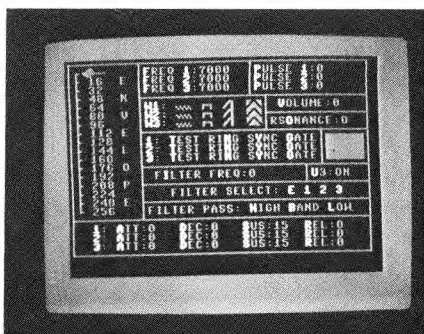 FREQ 1:7000
FREQ 2:7000
FREQ 3:7000
PULSE 1:0
PULSE 2:0
PULSE 3:0
16
32
48
64
80
96
112
128
144
160
176
192
208
224
240
256
ENVELOPE
VOLUME:0
RSONANCE:0
1: TEST RING SYNC GATE
2: TEST RING SYNC GATE
3: TEST RING SYNC GATE
FILTER FREQ:0
V3:ON
FILTER SELECT: E 1 2 3
FILTER PASS: HIGH BAND LOW
1: ATT:0 DEC:0 SUS:15 REL:0
2: ATT:0 DEC:0 SUS:15 REL:0
3: ATT:0 DEC:0 SUS:15 REL:0